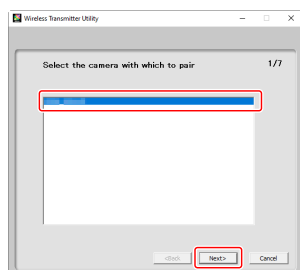 Wireless Transmitter Utility
Select the camera with which to pair
1/7
<Back
Next>
Cancel